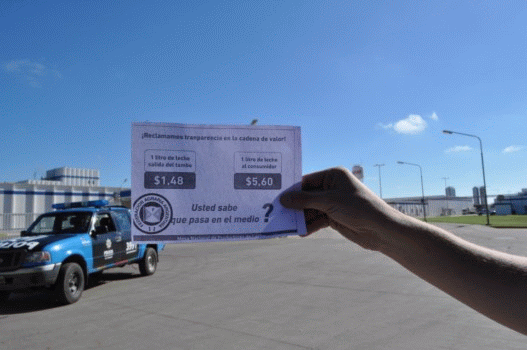 ¡Reclamamos tranparencia en la cadena de valor!
1 litro de leche
salida del tambo
$1.48
1 litro de leche
al consumidor
$5,60
Usted sabe
que pasa en el medio ?